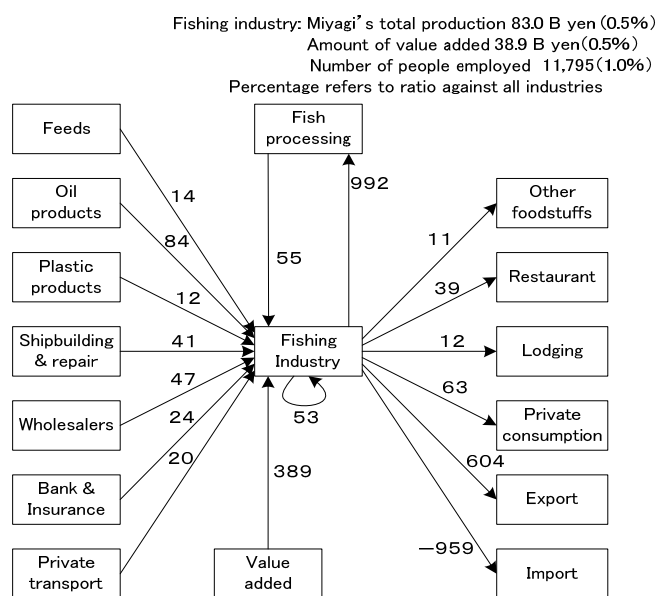 Fishing industry: Miyagi's total production 83.0 B yen(0.5%)
Amount of value added 38.9 B yen(0.5%)
Number of people employed 11,795(1.0%)
Percentage refers to ratio against all industries
Feeds
Fish
processing
14
992
Oil
products
Other
foodstuffs
84
11
55
Plastic
products
Restaurant
12
39
Shipbuilding
& repair
41
Fishing
Industry
12
Lodging
47
63
Wholesalers
53
Private
consumption
24
20
604
389
Bank &
Insurance
Export
-959
Private
transport
Value
added
Import